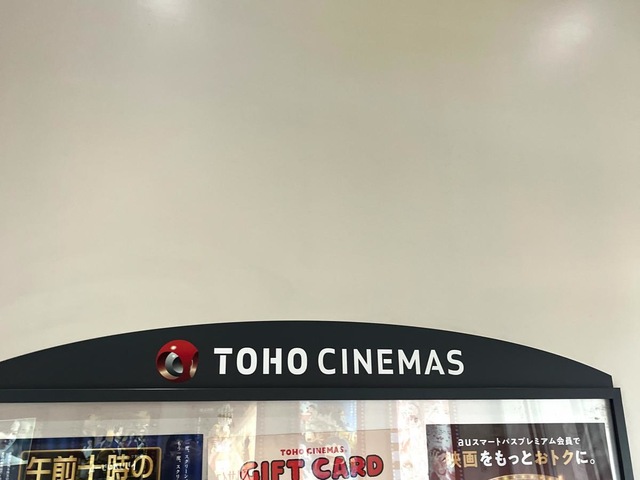 TOHO CINEMAS
午前十時の
TOHO CINEMAS
GIFT CARD
auスマートパスプレミアム会員で
映画をもっとおトクに。